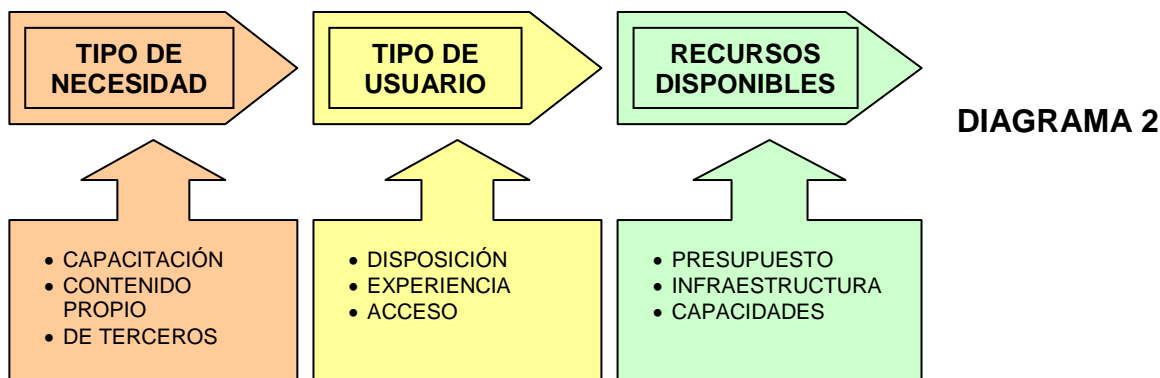 TIPO DE
NECESIDAD
TIPO DE
USUARIO
RECURSOS
DISPONIBLES
DIAGRAMA 2
• CAPACITACIÓN
• CONTENIDO
PROPIO
• DE TERCEROS
• DISPOSICIÓN
• EXPERIENCIA
• ACCESO
• PRESUPUESTO
• INFRAESTRUCTURA
• CAPACIDADES